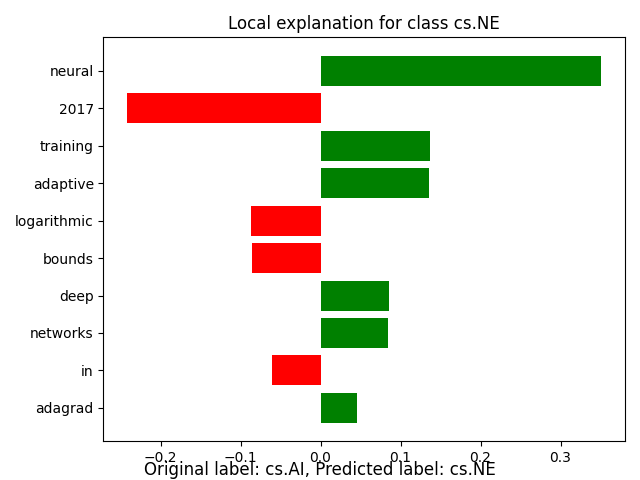 Local explanation for class cs.NE
neural
2017
training
adaptive
logarithmic
bounds
deep
networks
in
adagrad
−0.2 −0.1 0.0 0.1 0.2 0.3
Original label: cs.AI, Predicted label: cs.NE